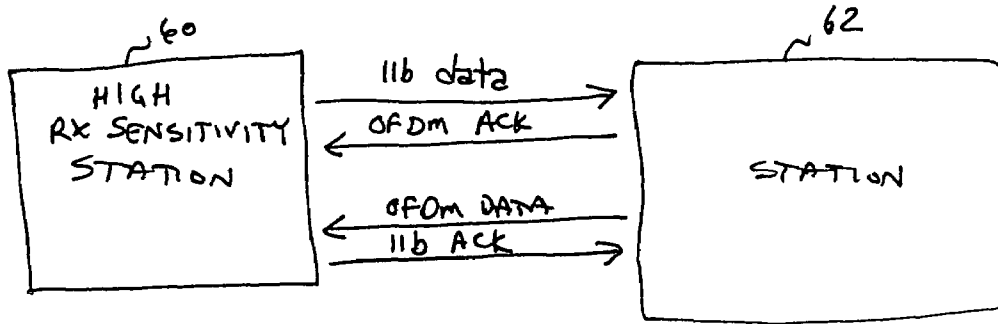 60
62
HIGH
RX SENSITIVITY
STATION
11b data
OFDM ACK
OFDM DATA
11b ACK
STATION